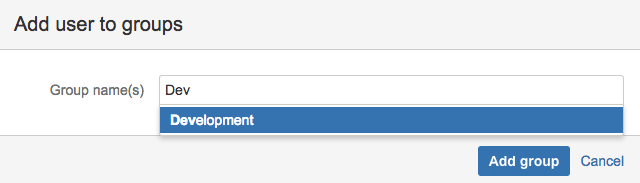 Add user to groups
Group name(s) Dev
Development
Add group Cancel